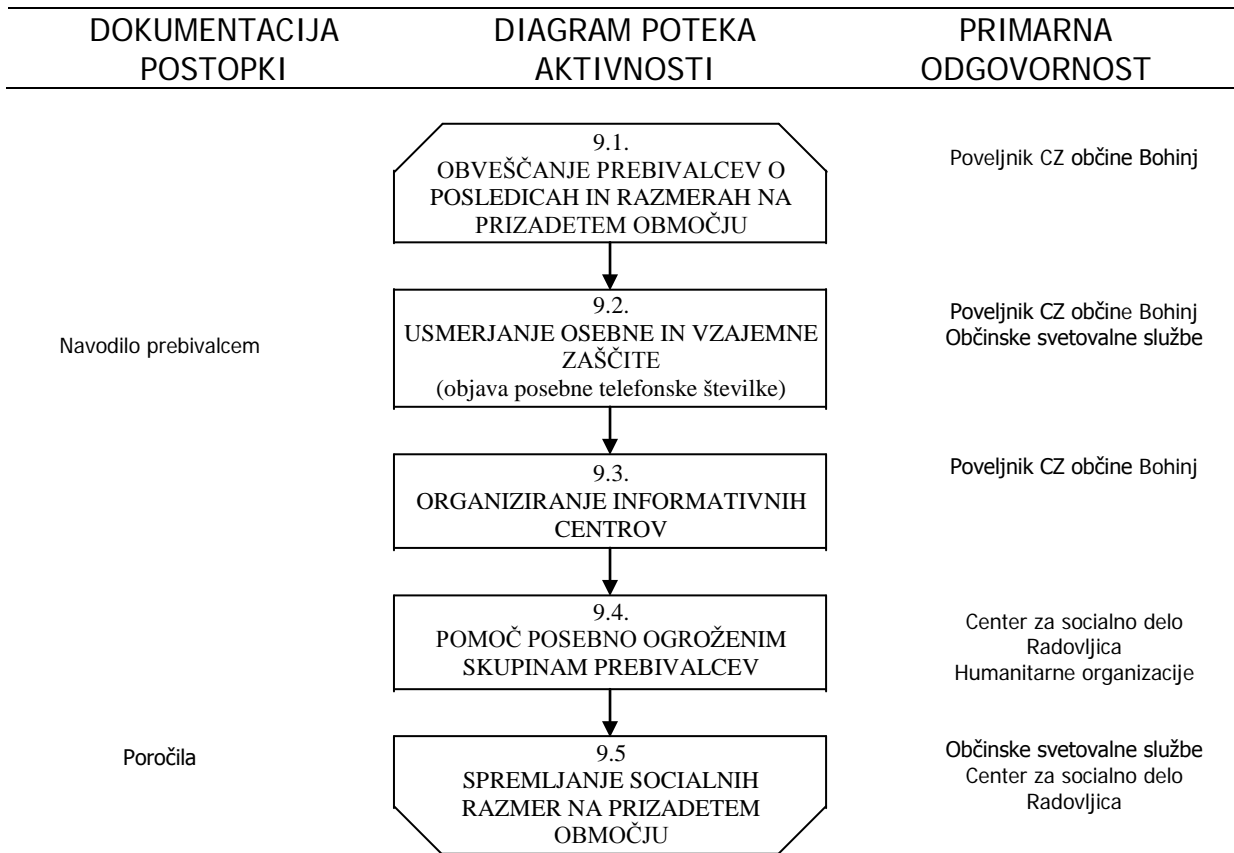 DOKUMENTACIJA
POSTOPKI
DIAGRAM POTEKA
AKTIVNOSTI
PRIMARNA
ODGOVORNOST
9.1.
OBVEŠČANJE PREBIVALCEV O
POSLEDICAH IN RAZMERAH NA
PRIZADETEM OBMOČJU
Poveljnik CZ občine Bohinj
Navodilo prebivalcem
9.2.
USMERJANJE OSEBNE IN VZAJEMNE
ZAŠČITE
(objava posebne telefonske številke)
Poveljnik CZ občine Bohinj
Občinske svetovalne službe
9.3.
ORGANIZIRANJE INFORMATIVNIH
CENTROV
Poveljnik CZ občine Bohinj
9.4.
POMOČ POSEBNO OGROŽENIM
SKUPINAM PREBIVALCEV
Center za socialno delo
Radovljica
Humanitarne organizacije
Poročila
9.5
SPREMLJANJE SOCIALNIH
RAZMER NA PRIZADETEM
OBMOČJU
Občinske svetovalne službe
Center za socialno delo
Radovljica